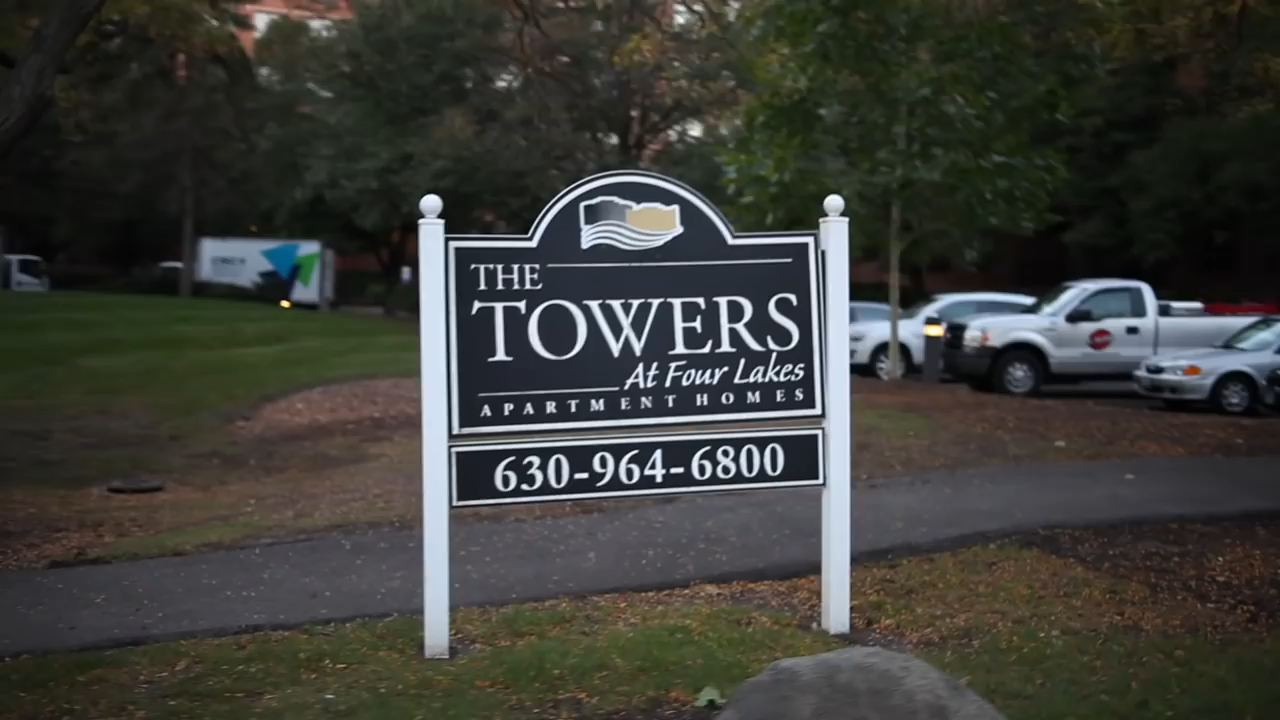 THE
TOWERS
At Four Lakes
APARTMENT HOMES
630-964-6800